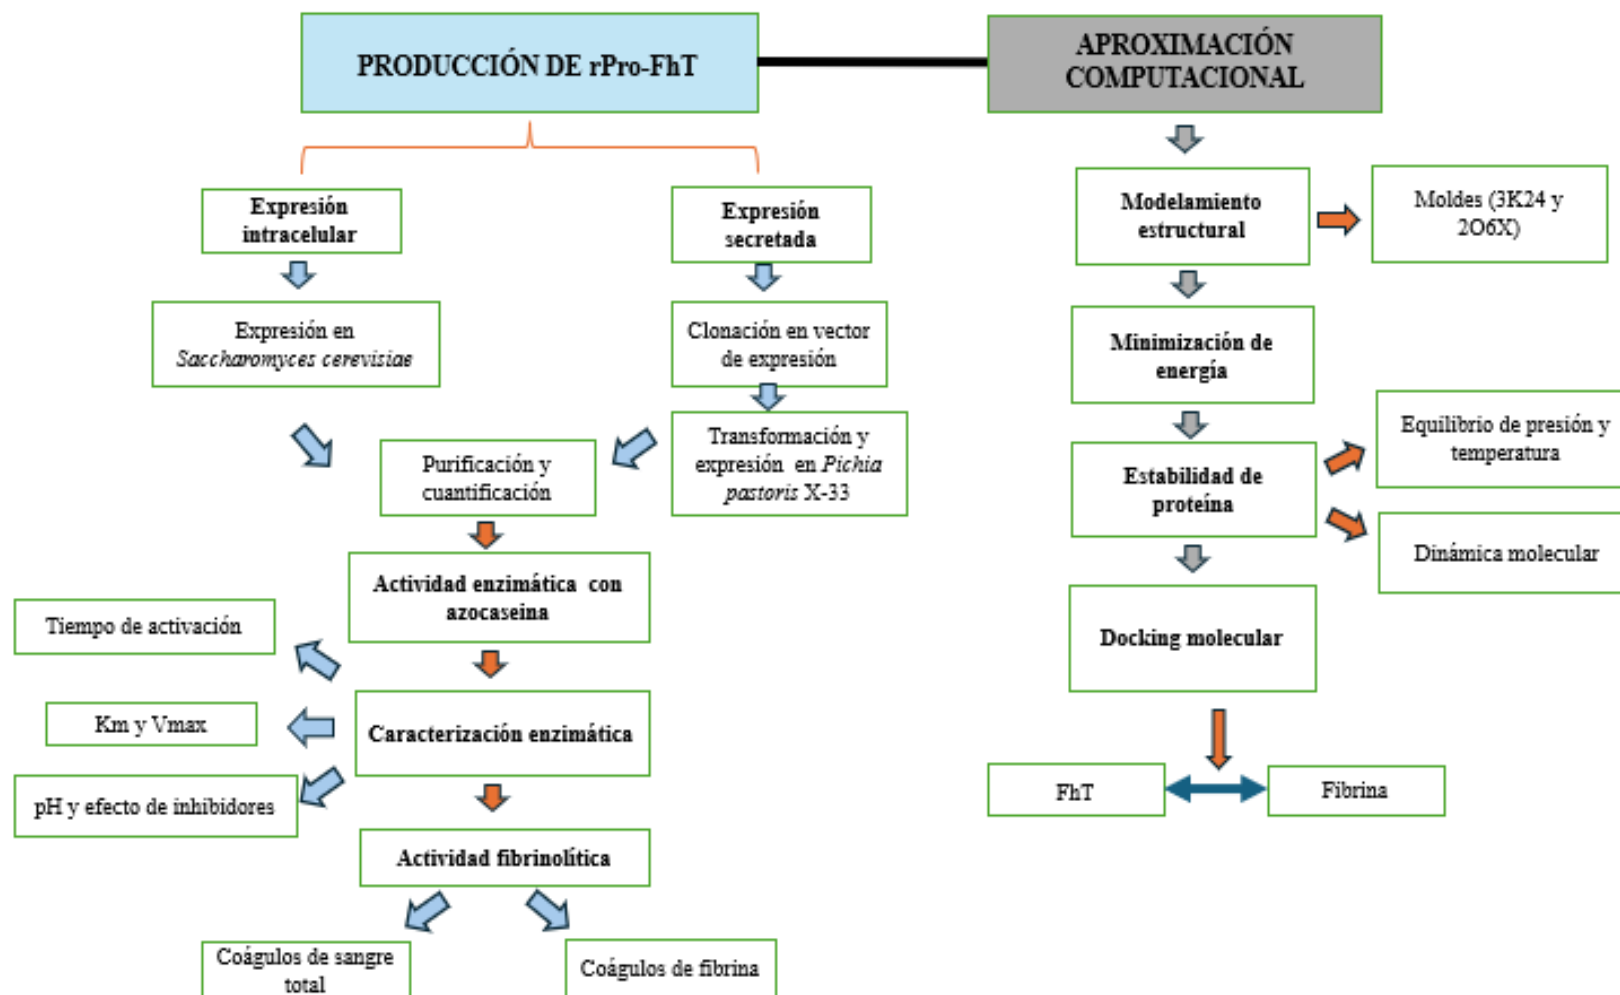 PRODUCCIÓN DE rPro-FhT
APROXIMACIÓN
COMPUTACIONAL
Expresión
intracelular
Expresión
secretada
Expresión en
Saccharomyces cerevisiae
Clonación en vector
de expresión
Transformación y
expresión en Pichia
pastoris X-33
Purificación y
cuantificación
Actividad enzimática con
azocaseina
Tiempo de activación
Km y Vmax
pH y efecto de inhibidores
Caracterización enzimática
Actividad fibrinolítica
Coágulos de sangre
total
Coágulos de fibrina
Modelamiento
estructural
Moldes (3K24 y
2O6X)
Minimización de
energía
Estabilidad de
proteína
Equilibrio de presión y
temperatura
Dinámica molecular
Docking molecular
FhT
Fibrina